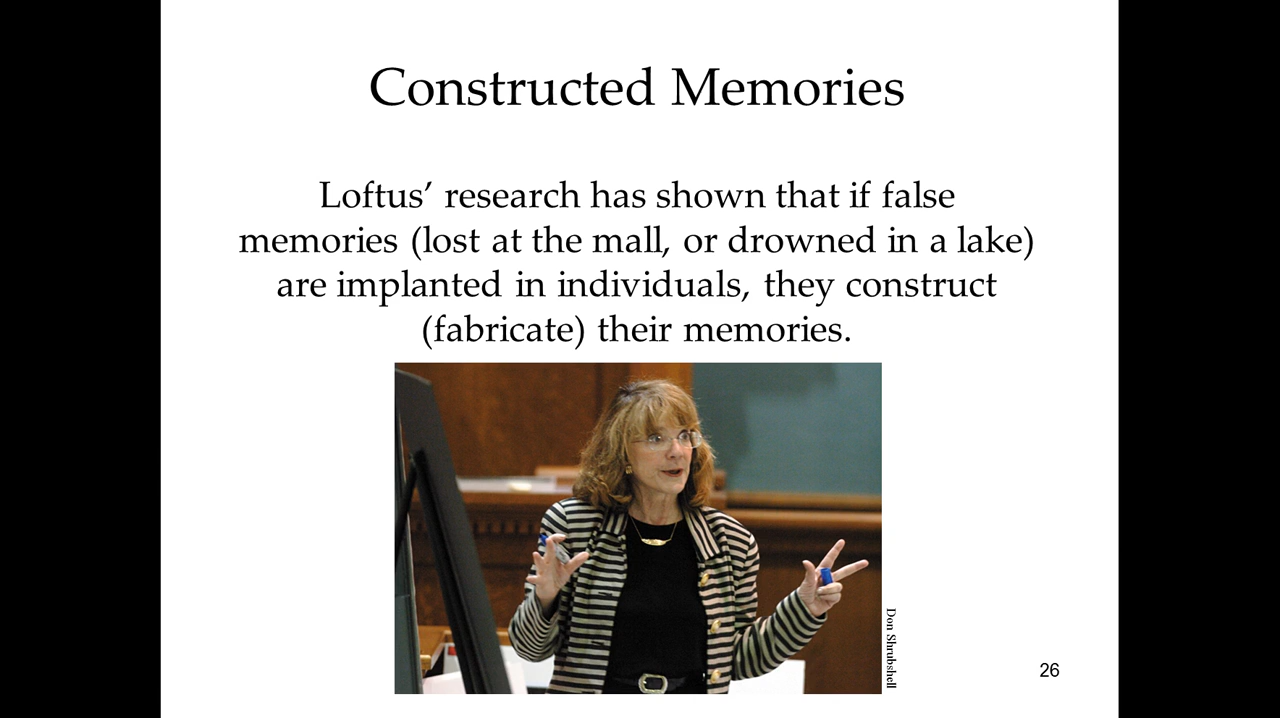 Constructed Memories
Loftus’ research has shown that if false
memories (lost at the mall, or drowned in a lake)
are implanted in individuals, they construct
(fabricate) their memories.
Don Shrubshell
26